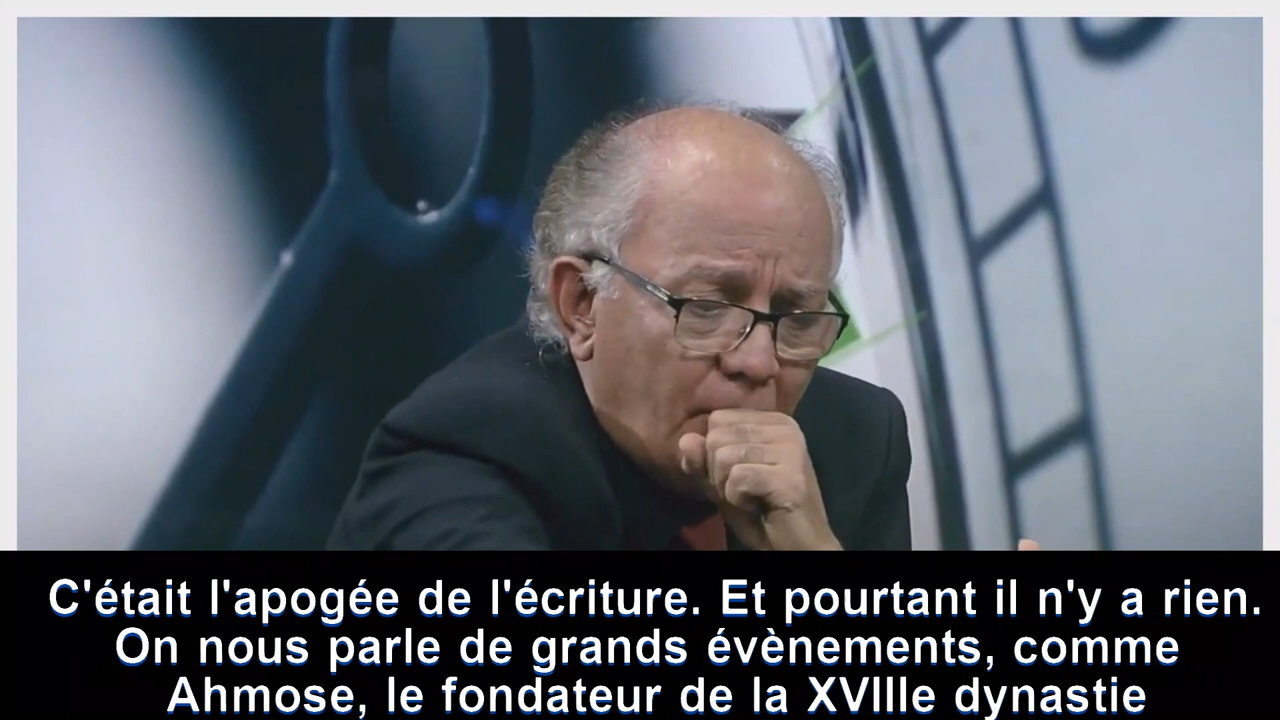 C'était l'apogée de l'écriture. Et pourtant il n'y a rien.
On nous parle de grands évènements, comme
Ahmose, le fondateur de la XVIIIe dynastie